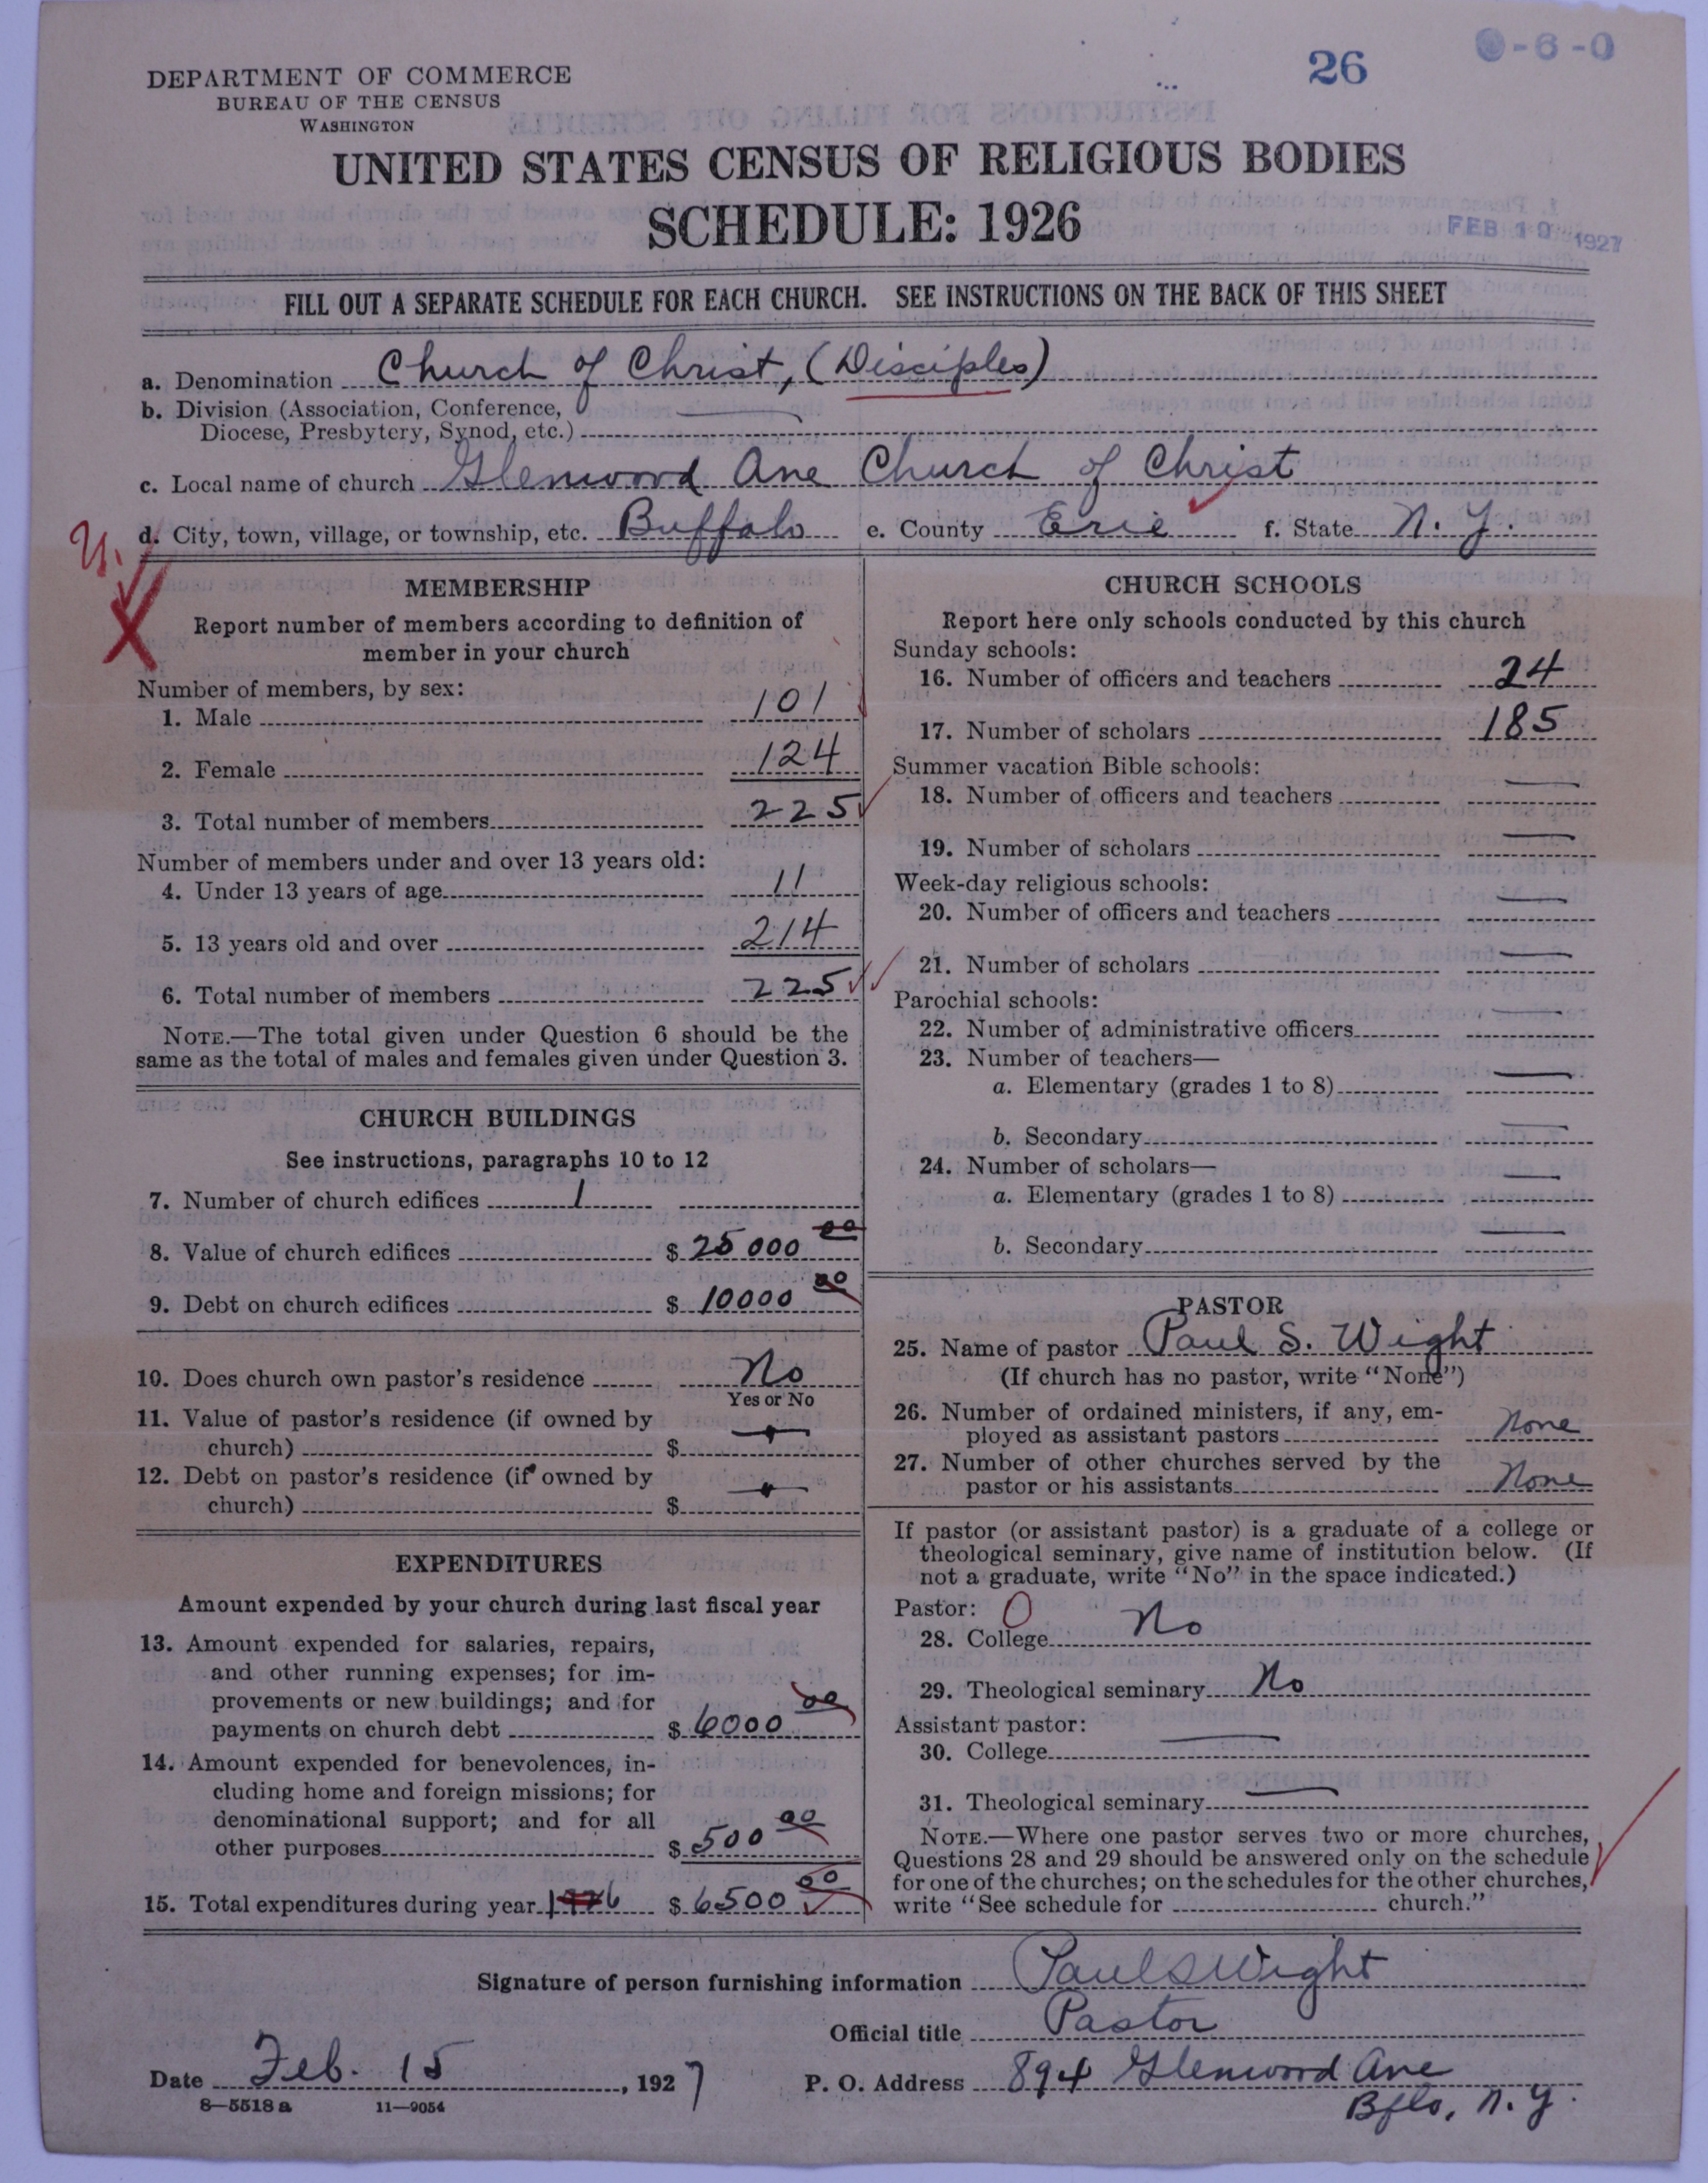 26
6-0
DEPARTMENT OF COMMERCE
BUREAU OF THE CENSUS
WASHINGTON
UNITED STATES CENSUS OF RELIGIOUS BODIES
SCHEDULE: 1926
FEB 1927
FILL OUT A SEPARATE SCHEDULE FOR EACH CHURCH. SEE INSTRUCTIONS ON THE BACK OF THIS SHEET
a. Denomination Church of Christ, (Disciples)
b. Division (Association, Conference,
Diocese, Presbytery, Synod, etc.) —
c. Local name of church Glenwood Ave Church of Christ
d. City, town, village, or township, etc. Buffalo e. County Erie f. State N. Y.
MEMBERSHIP
Report number of members according to definition of
member in your church
Number of members, by sex:
1. Male 101
2. Female 124
3. Total number of members 225
Number of members under and over 13 years old:
4. Under 13 years of age 11
5. 13 years old and over 214
6. Total number of members 225
NOTE.—The total given under Question 6 should be the
same as the total of males and females given under Question 3.
CHURCH BUILDINGS
See instructions, paragraphs 10 to 12
7. Number of church edifices 1
8. Value of church edifices $ 25000 00
9. Debt on church edifices $ 10000 00
10. Does church own pastor's residence No
Yes or No
11. Value of pastor's residence (if owned by
church) $ —
12. Debt on pastor's residence (if owned by
church) $ —
EXPENDITURES
Amount expended by your church during last fiscal year
13. Amount expended for salaries, repairs,
and other running expenses; for im-
provements or new buildings; and for
payments on church debt $ 6000 00
14. Amount expended for benevolences, in-
cluding home and foreign missions; for
denominational support; and for all
other purposes $ 500 00
15. Total expenditures during year 1926 $ 6500 00
CHURCH SCHOOLS
Report here only schools conducted by this church
Sunday schools:
16. Number of officers and teachers 24
17. Number of scholars 185
Summer vacation Bible schools:
18. Number of officers and teachers —
19. Number of scholars —
Week-day religious schools:
20. Number of officers and teachers —
21. Number of scholars —
Parochial schools:
22. Number of administrative officers —
23. Number of teachers—
a. Elementary (grades 1 to 8) —
b. Secondary —
24. Number of scholars—
a. Elementary (grades 1 to 8) —
b. Secondary —
PASTOR
25. Name of pastor Paul S. Wight
(If church has no pastor, write "None")
26. Number of ordained ministers, if any, em-
ployed as assistant pastors None
27. Number of other churches served by the
pastor or his assistants None
If pastor (or assistant pastor) is a graduate of a college or
theological seminary, give name of institution below. (If
not a graduate, write "No" in the space indicated.)
Pastor: 0
28. College No
29. Theological seminary No
Assistant pastor:
30. College —
31. Theological seminary —
NOTE.—Where one pastor serves two or more churches,
Questions 28 and 29 should be answered only on the schedule
for one of the churches; on the schedules for the other churches,
write "See schedule for church."
Signature of person furnishing information Paul S Wight
Official title Pastor
Date Feb. 15, 1927 P. O. Address 894 Glenwood Ave
8—5518 a 11—9054 Bflo, N. Y.